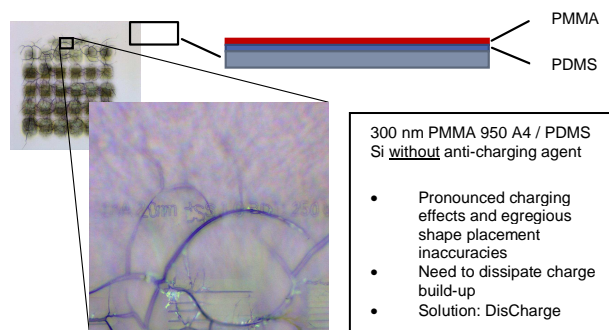 PMMA
PDMS
300 nm PMMA 950 A4 / PDMS
Si without anti-charging agent
• Pronounced charging
effects and egregious
shape placement
inaccuracies
• Need to dissipate charge
build-up
• Solution: DisCharge